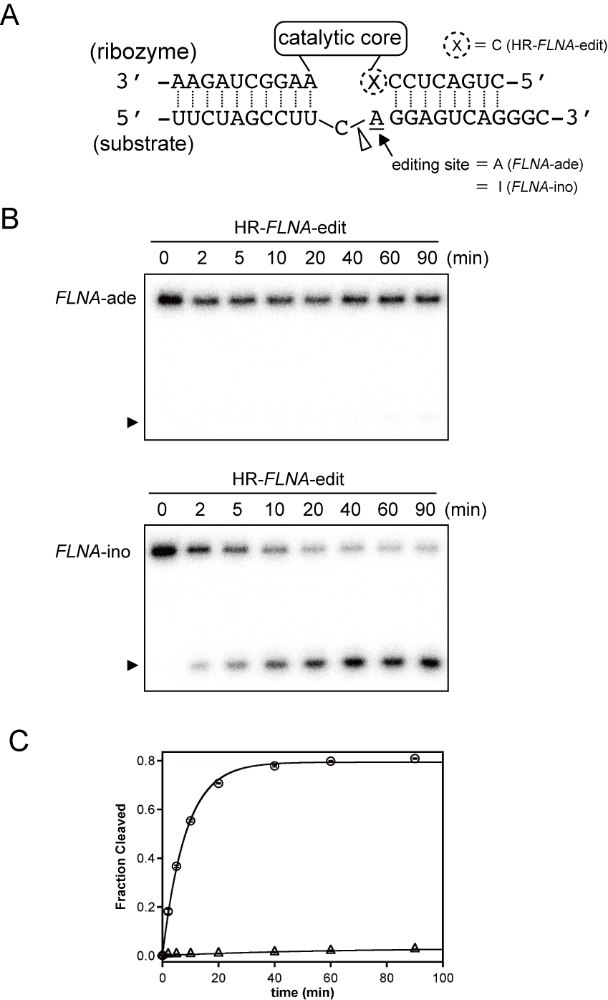 A
(ribozyme)
catalytic core
X = C (HR-FLNA-edit)
3′ –AAGAUCGGAA XCCUCAGUC–5′
5′ –UUCUAGCCUU C A GGAGUCAGGGC–3′
(substrate)
editing site = A (FLNA-ade)
= I (FLNA-ino)
B
HR-FLNA-edit
0 2 5 10 20 40 60 90 (min)
FLNA-ade
HR-FLNA-edit
0 2 5 10 20 40 60 90 (min)
FLNA-ino
C
Fraction Cleaved
0.8
0.6
0.4
0.2
0.0
0 20 40 60 80 100
time (min)